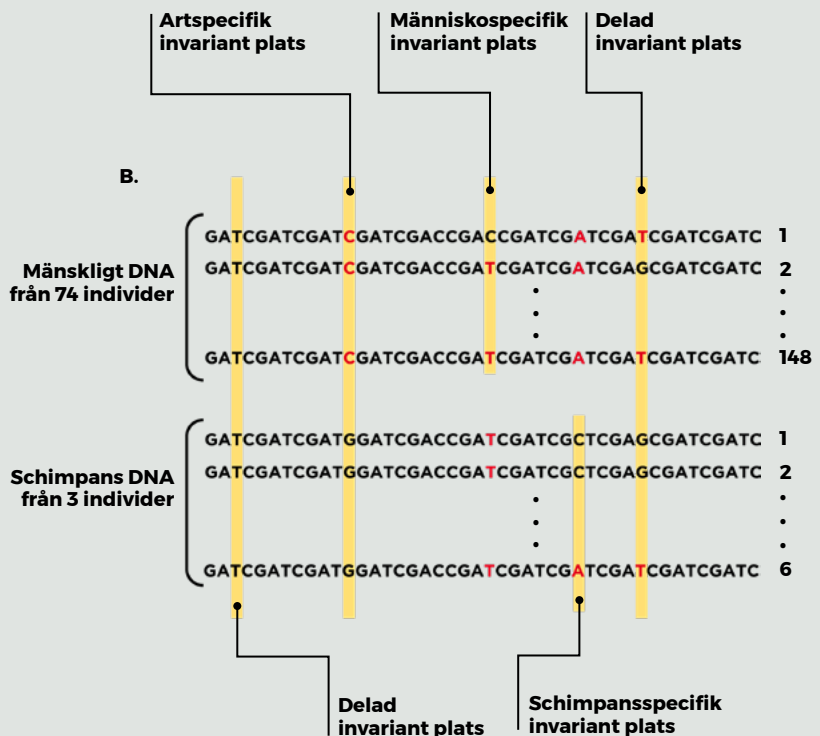 Artspecifik
invariant plats
Människospecifik
invariant plats
Delad
invariant plats
B.
Mänskligt DNA
från 74 individer
GATCGATCGATCGATCGACCGACCGATCGATCGATCGATCGATC 1
GATCGATCGATCGATCGACCGATCGATCGATCGAGCGATCGATC 2
GATCGATCGATCGATCGACCGATCGATCGATCGATCGATCGATC 148
Schimpans DNA
från 3 individer
GATCGATCGATGGATCGACCGATCGATCGCTCGAGCGATCGATC 1
GATCGATCGATGGATCGACCGATCGATCGCTCGAGCGATCGATC 2
GATCGATCGATGGATCGACCGATCGATCGATCGATCGATCGATC 6
Delad
invariant plats
Schimpansspecifik
invariant plats